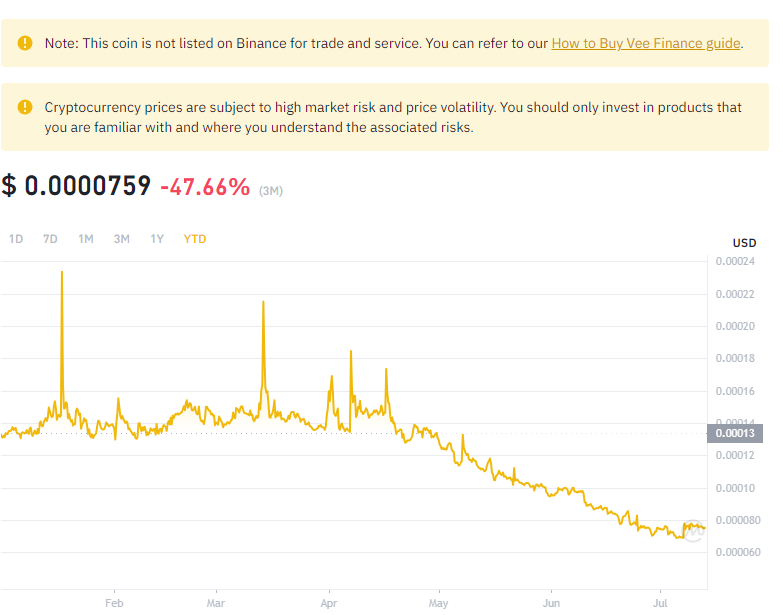 Note: This coin is not listed on Binance for trade and service. You can refer to our How to Buy Vee Finance guide.
Cryptocurrency prices are subject to high market risk and price volatility. You should only invest in products that
you are familiar with and where you understand the associated risks.
$ 0.0000759 -47.66% (3M)
1D 7D 1M 3M 1Y YTD
USD
0.00024
0.00022
0.00020
0.00018
0.00016
0.00014
0.00013
0.00012
0.00010
0.000080
0.000060
Feb Mar Apr May Jun Jul